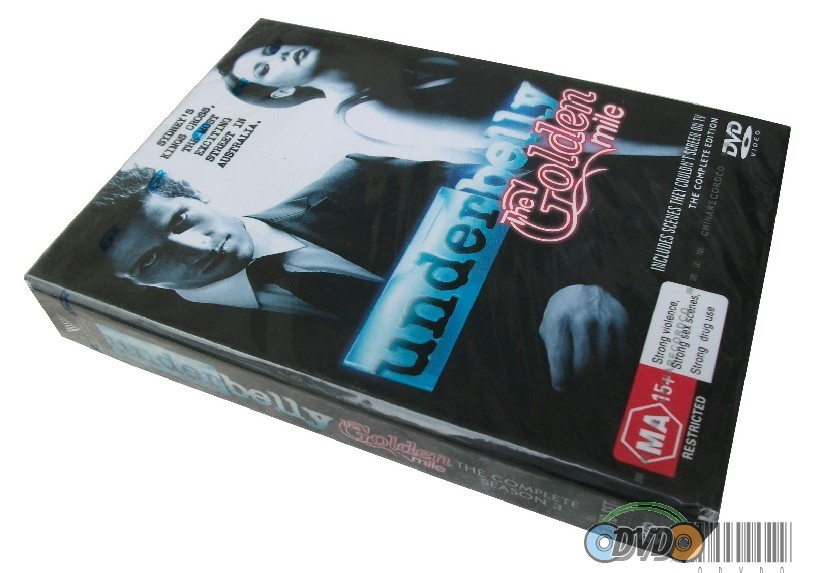 SYDNEY'S
KINGS CROSS.
THE MOST
EXCITING
STREET IN
AUSTRALIA.
underbelly
The Golden
mile
INCLUDES SCENES THEY COULDN'T SCREEN ON TV
THE COMPLETE EDITION
DVD
VIDEO
CHINARECORDCO
Strong violence,
Strong sex scenes,
Strong drug use
MA 15+
RESTRICTED
underbelly
The Golden
mile
THE COMPLETE
SEASON 3
DVD